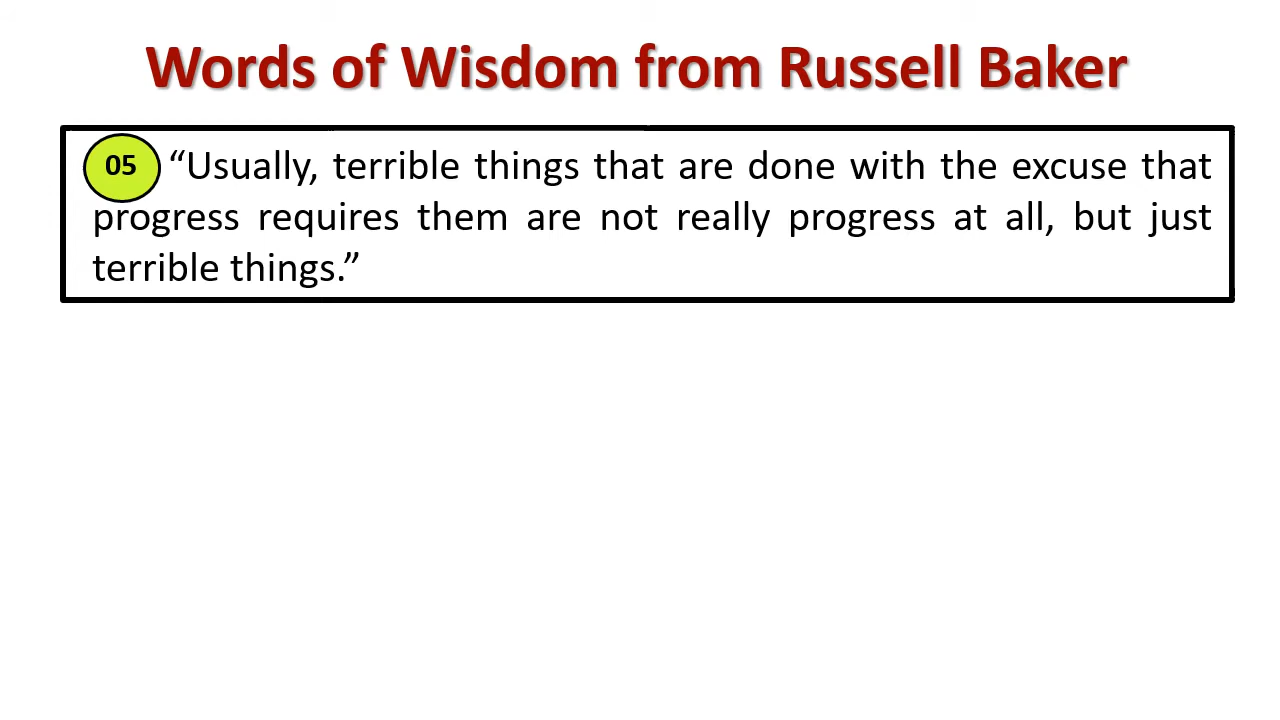 Words of Wisdom from Russell Baker
05 “Usually, terrible things that are done with the excuse that
progress requires them are not really progress at all, but just
terrible things.”